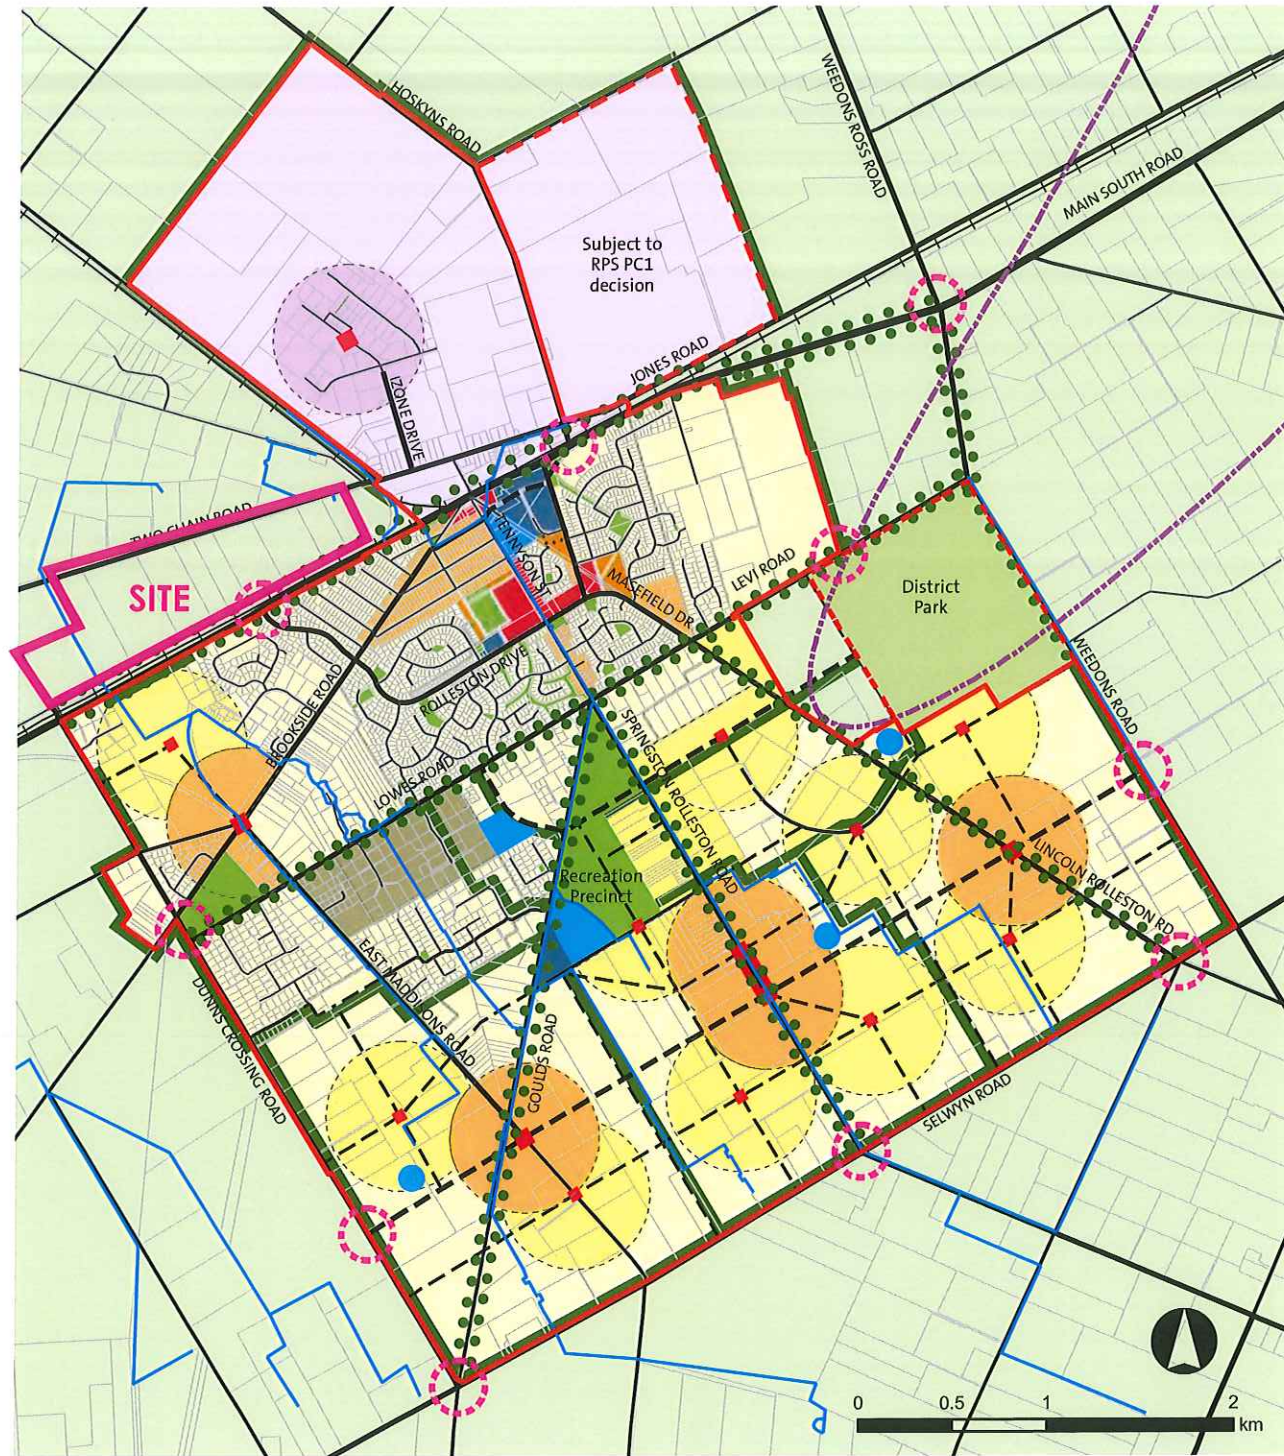 HOSKYNS ROAD
WEEDONS ROSS ROAD
MAIN SOUTH ROAD
Subject to
RPS PC1
decision
JONES ROAD
IZONE DRIVE
TWO CHAIN ROAD
SITE
TENNYSON ST
MASEFIELD DR
LEVI ROAD
District
Park
WEEDONS ROAD
ROLLESTON DRIVE
BROOKSIDE ROAD
LOWES ROAD
SPRINGSTON ROLLESTON ROAD
Recreation
Precinct
LINCOLN ROLLESTON RD
EAST MADDISONS ROAD
DUNNS CROSSING ROAD
GOULDS ROAD
SELWYN ROAD
0 0.5 1 2
km